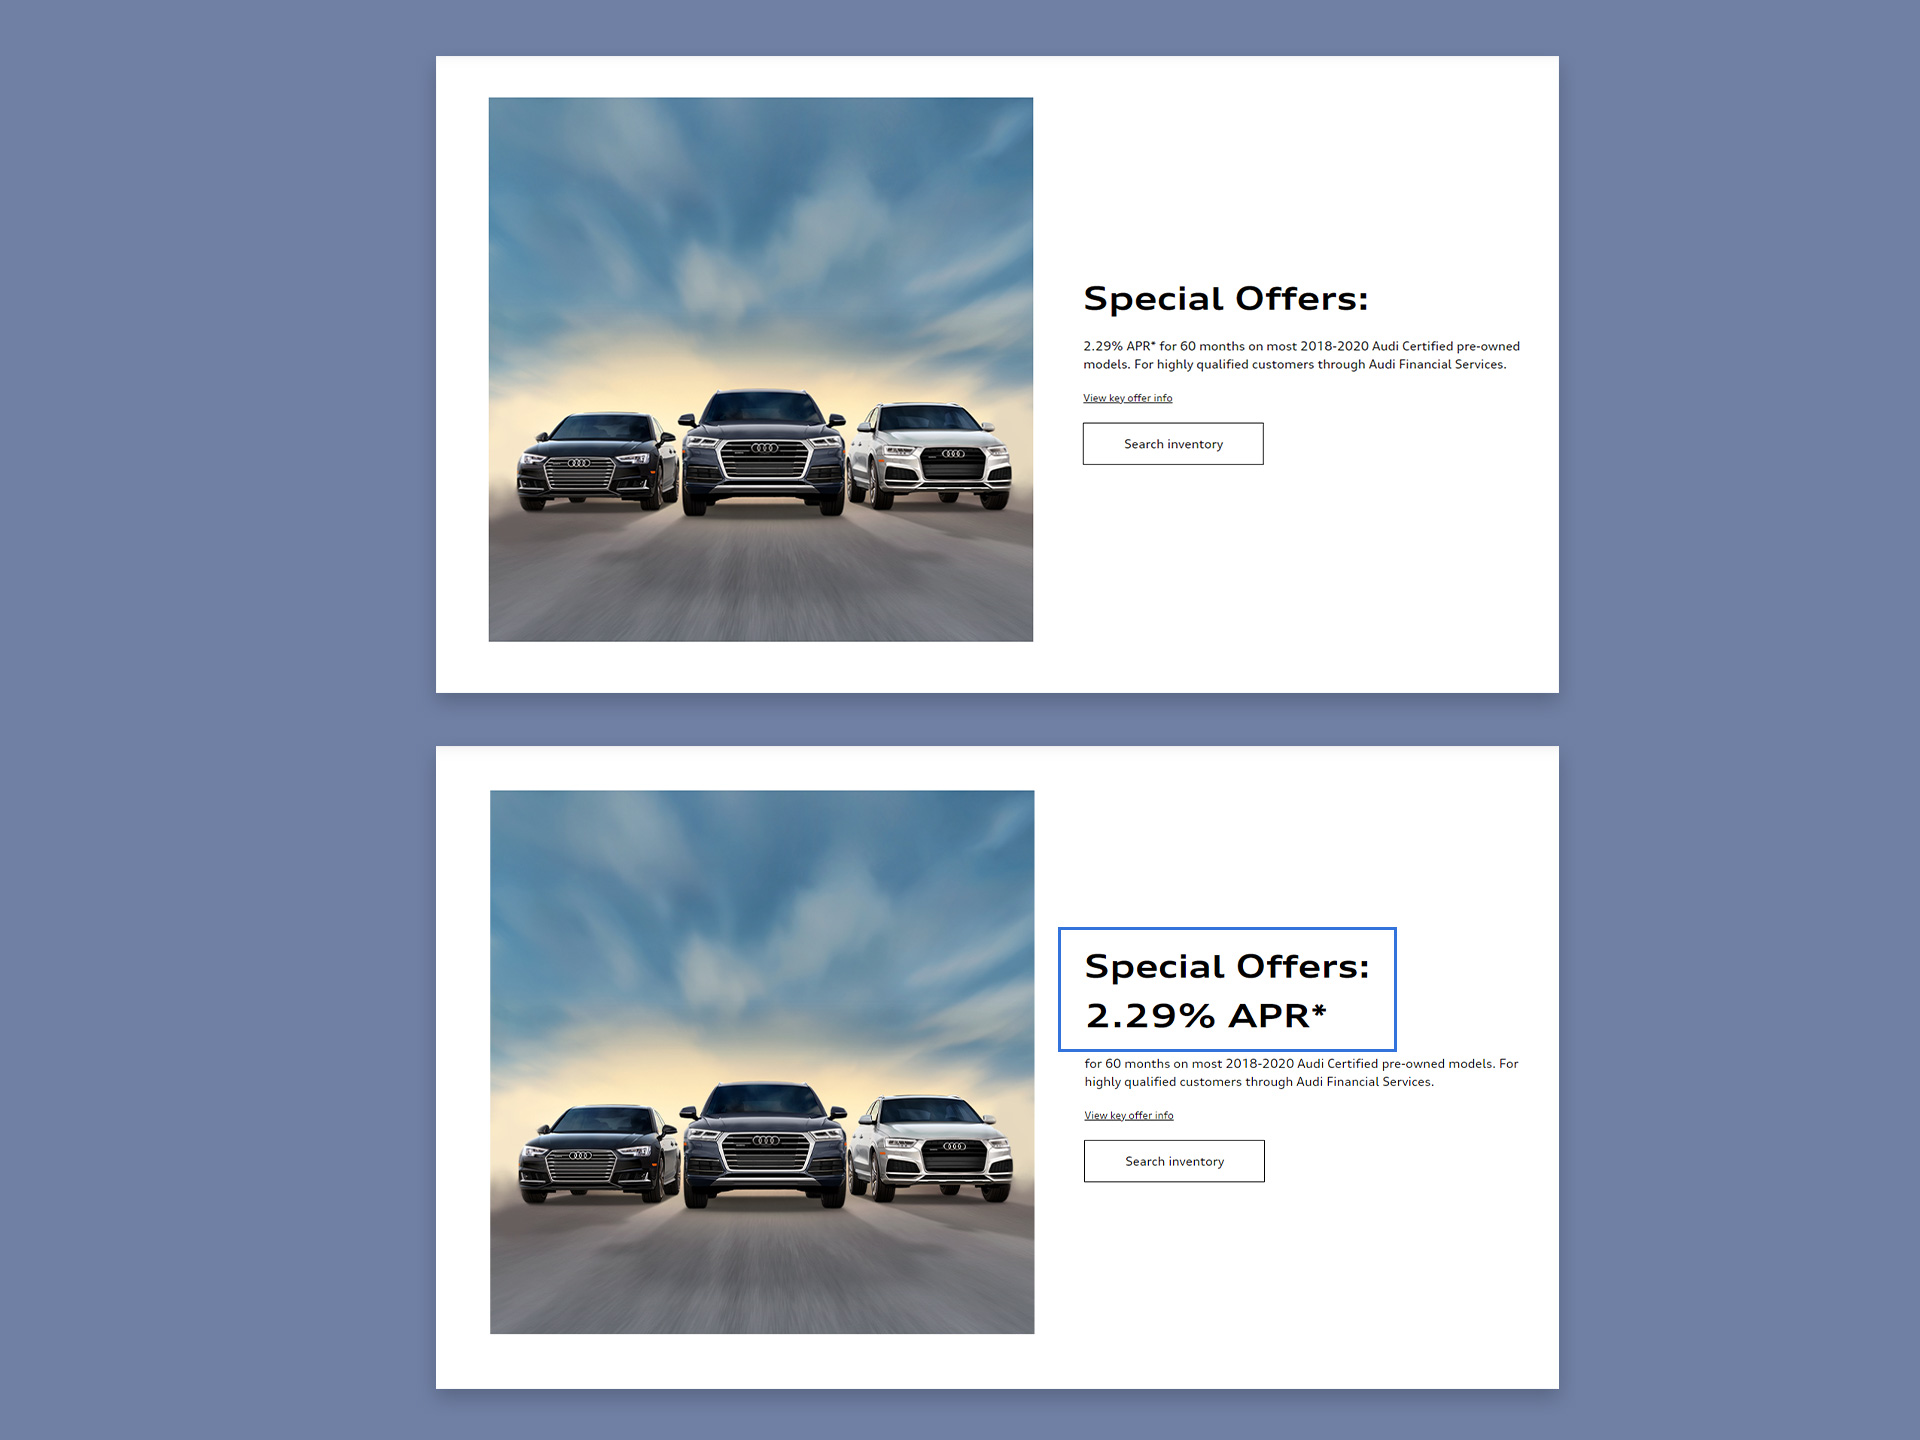 Special Offers:
2.29% APR* for 60 months on most 2018-2020 Audi Certified pre-owned
models. For highly qualified customers through Audi Financial Services.
View key offer info
Search inventory
Special Offers:
2.29% APR*
for 60 months on most 2018-2020 Audi Certified pre-owned models. For
highly qualified customers through Audi Financial Services.
View key offer info
Search inventory